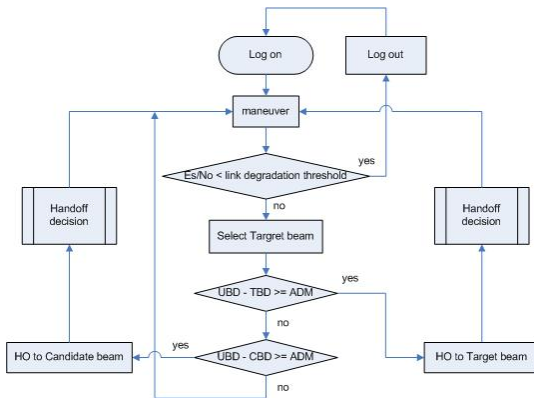 Log on
Log out
maneuver
Es/No < link degradation threshold
yes
no
Handoff
decision
Select Targret beam
Handoff
decision
UBD - TBD >= ADM
yes
no
HO to Candidate beam
yes
UBD - CBD >= ADM
HO to Target beam
no